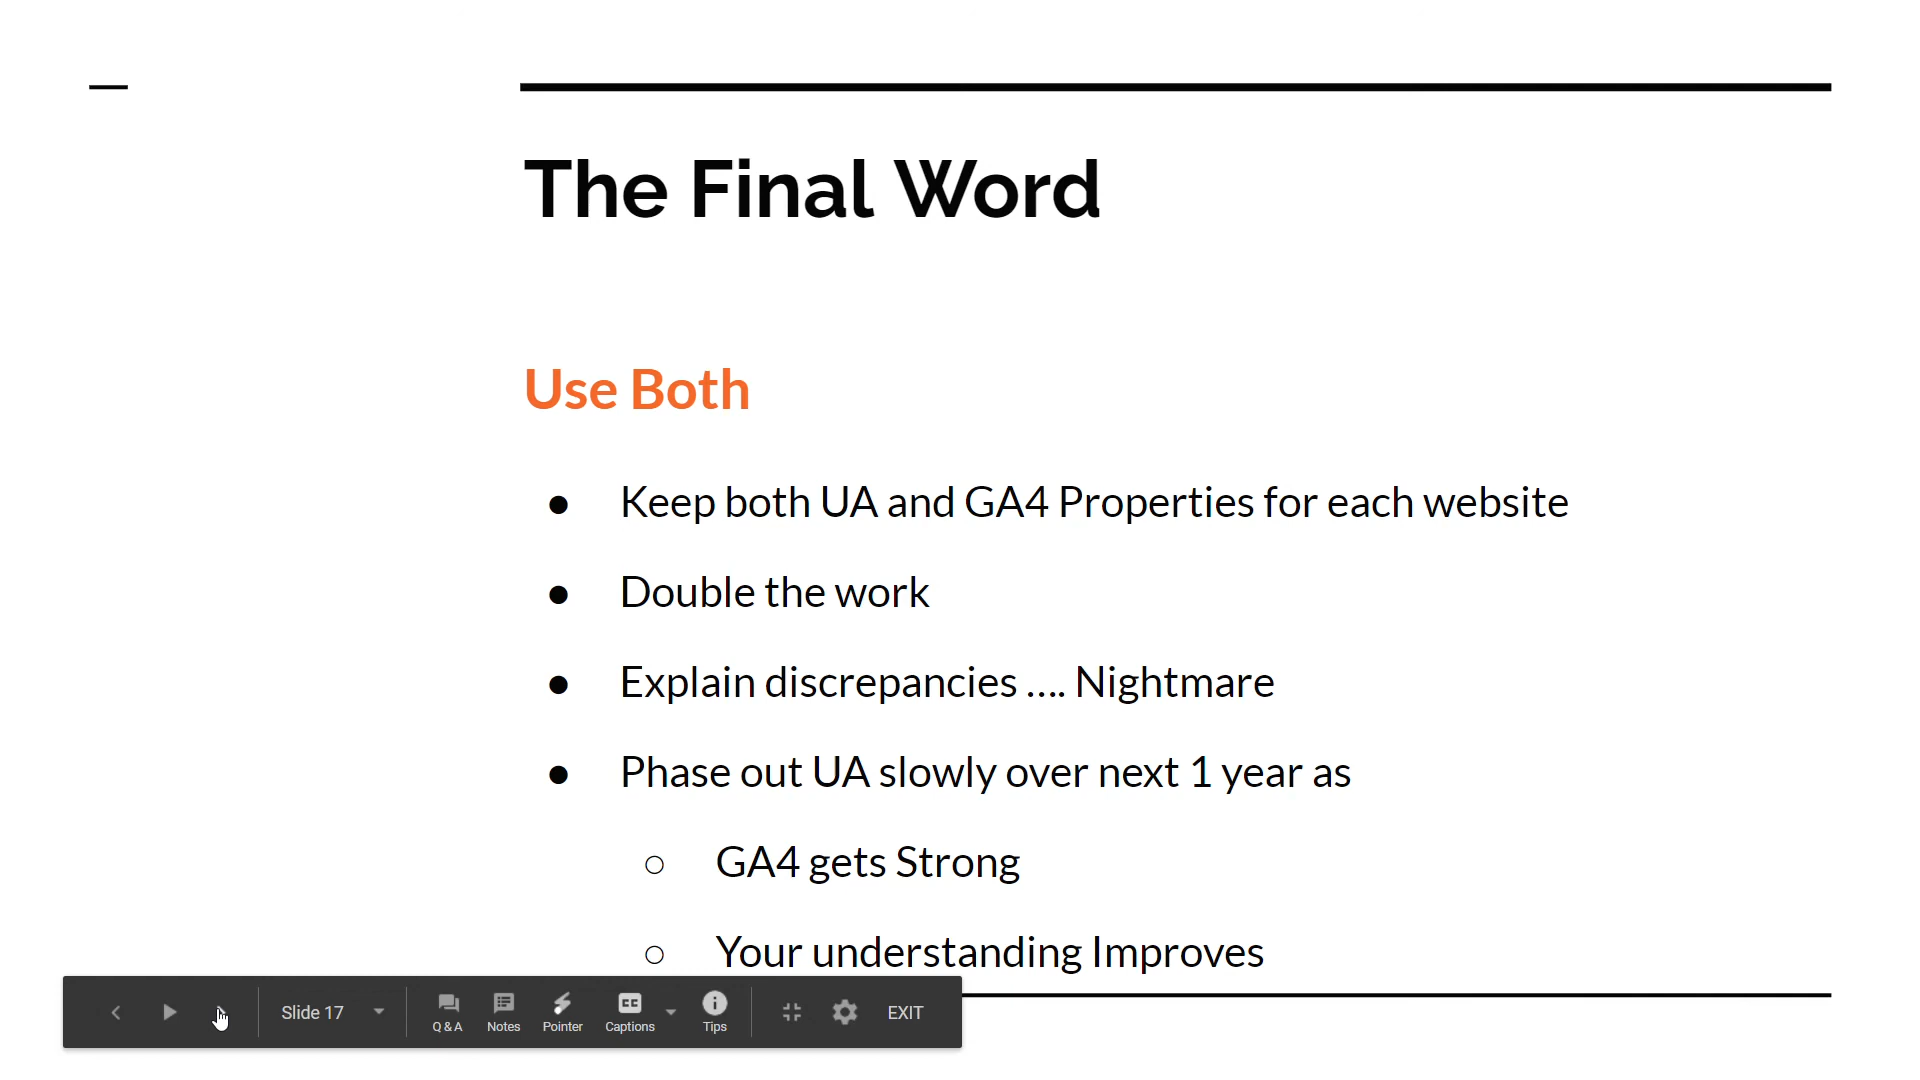 The Final Word
Use Both
● Keep both UA and GA4 Properties for each website
● Double the work
● Explain discrepancies .... Nightmare
● Phase out UA slowly over next 1 year as
○ GA4 gets Strong
○ Your understanding Improves
Slide 17
Q & A
Notes
Pointer
CC
Captions
Tips
EXIT